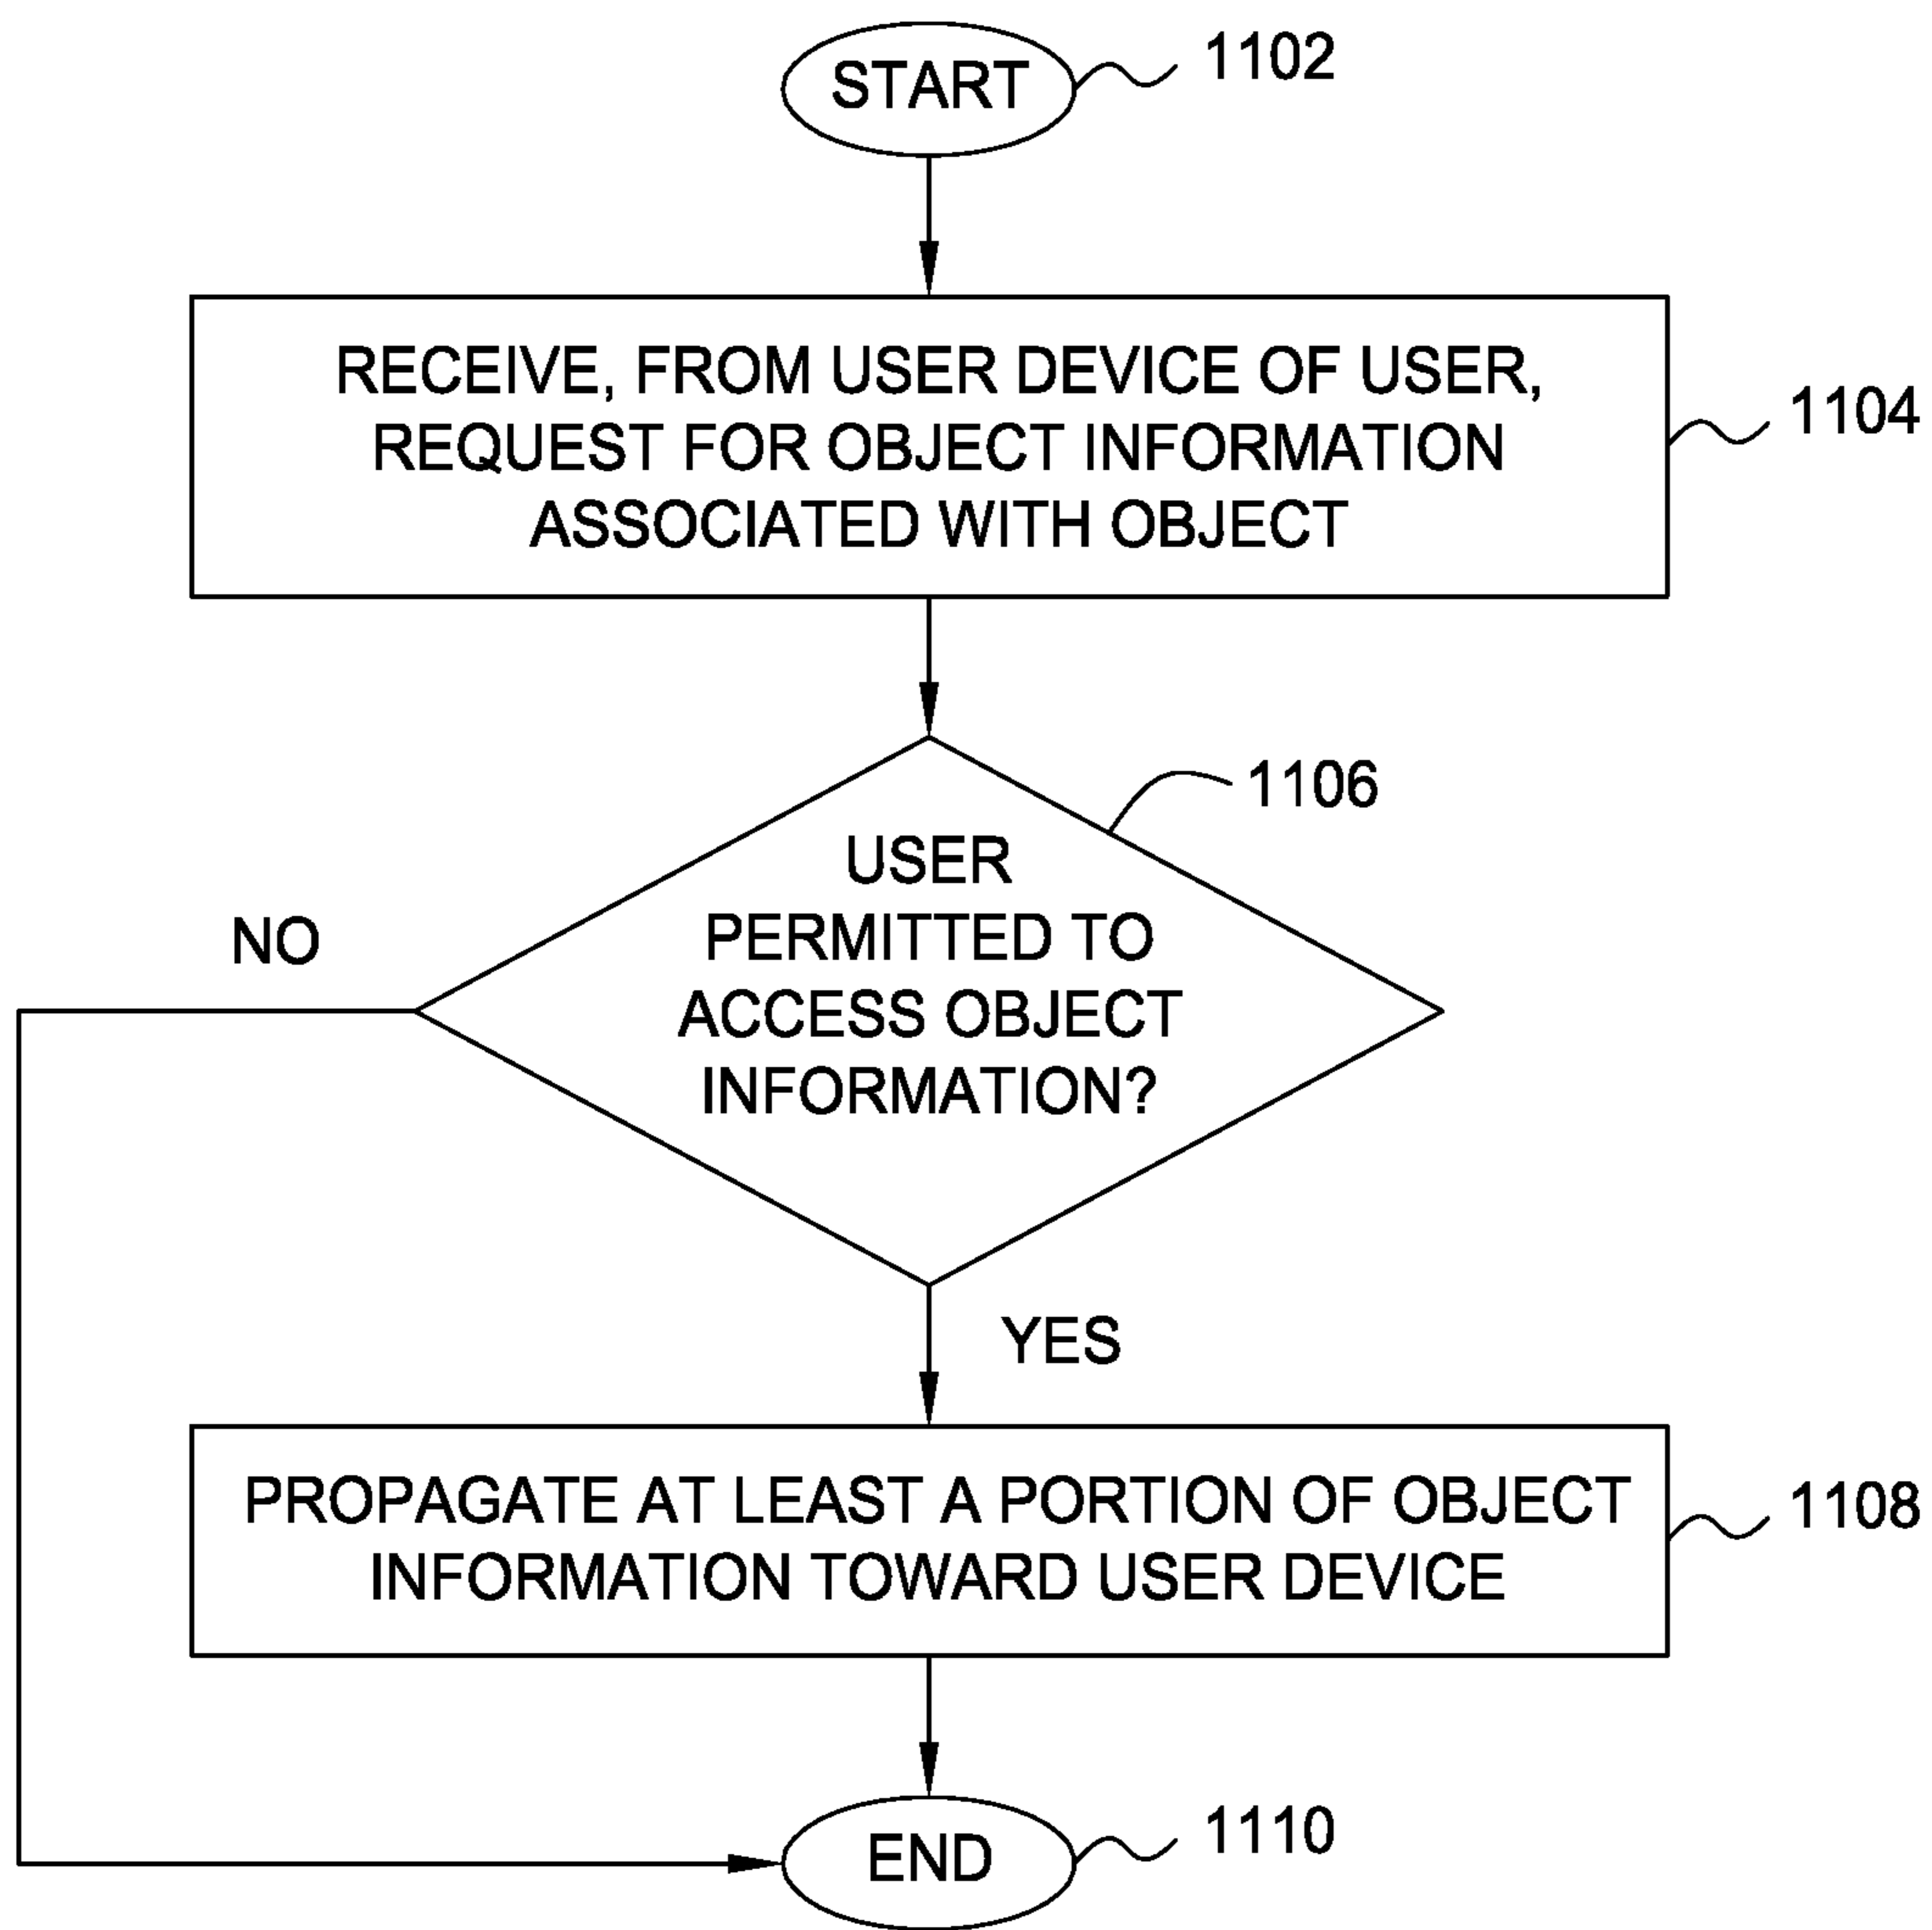 START
1102
RECEIVE, FROM USER DEVICE OF USER,
REQUEST FOR OBJECT INFORMATION
ASSOCIATED WITH OBJECT
1104
1106
USER
PERMITTED TO
ACCESS OBJECT
INFORMATION?
NO
YES
PROPAGATE AT LEAST A PORTION OF OBJECT
INFORMATION TOWARD USER DEVICE
1108
END
1110